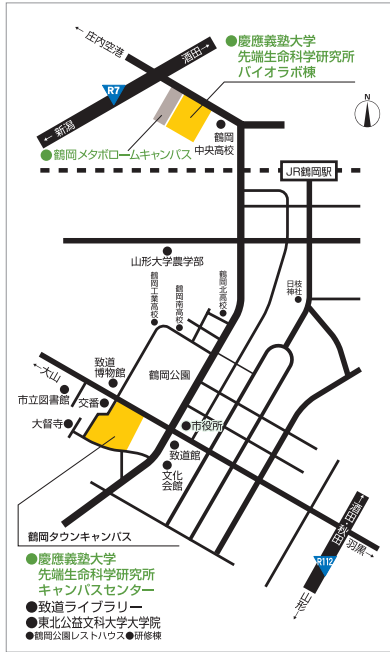 ←庄内空港
酒田→
R7
←新潟
●慶應義塾大学
先端生命科学研究所
バイオラボ棟
N
●鶴岡メタボロームキャンパス
鶴岡
中央高校
JR鶴岡駅
山形大学農学部
鶴岡工業高校
鶴岡南高校
鶴岡北高校
日枝
神社
致道
博物館
鶴岡公園
←大山
市立図書館
交番
大督寺
市役所
致道館
文化
会館
←酒田・秋田
羽黒
R112
山形→
鶴岡タウンキャンパス
●慶應義塾大学
先端生命科学研究所
キャンパスセンター
●致道ライブラリー
●東北公益文科大学大学院
●鶴岡公園レストハウス●研修棟